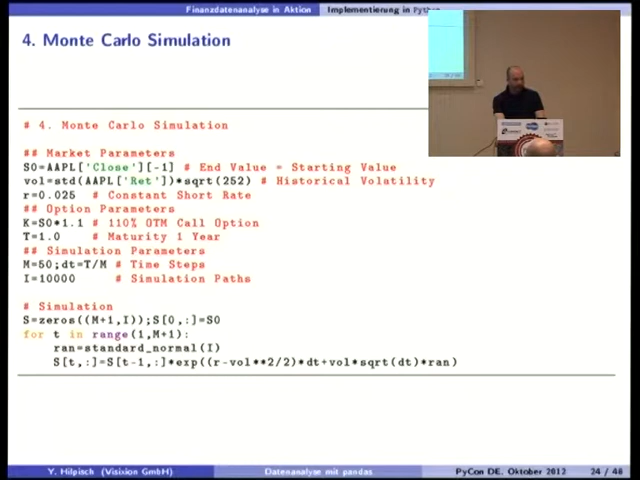 Finanzdatenanalyse in Aktion
Implementierung in Python
4. Monte Carlo Simulation
# 4. Monte Carlo Simulation
## Market Parameters
S0=AAPL['Close'][-1] # End Value = Starting Value
vol=std(AAPL['Ret'])*sqrt(252) # Historical Volatility
r=0.025 # Constant Short Rate
## Option Parameters
K=S0*1.1 # 110% OTM Call Option
T=1.0 # Maturity 1 Year
## Simulation Parameters
M=50;dt=T/M # Time Steps
I=10000 # Simulation Paths
# Simulation
S=zeros((M+1,I));S[0,:]=S0
for t in range(1,M+1):
ran=standard_normal(I)
S[t,:]=S[t-1,:]*exp((r-vol**2/2)*dt+vol*sqrt(dt)*ran)
Y. Hilpisch (Visixion GmbH)
Datenanalyse mit pandas
PyCon DE, Oktober 2012
24 / 48